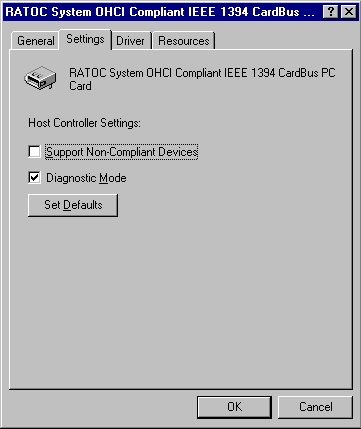 RATOC System OHCI Compliant IEEE 1394 CardBus ...
General Settings Driver Resources
RATOC System OHCI Compliant IEEE 1394 CardBus PC
Card
Host Controller Settings:
Support Non-Compliant Devices
Diagnostic Mode
Set Defaults
OK Cancel